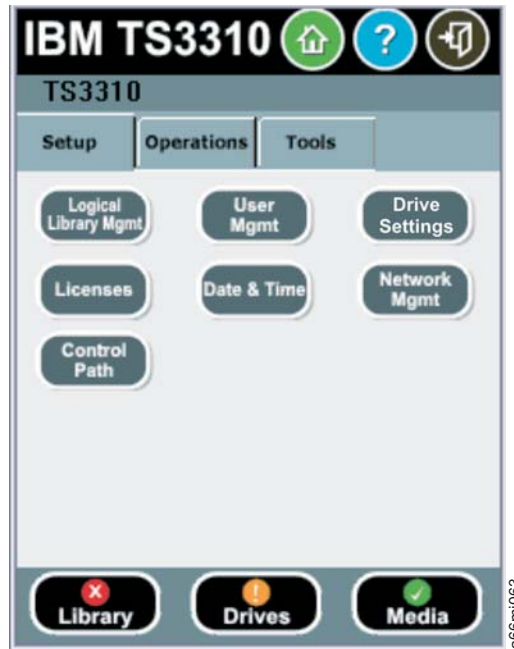 IBM TS3310 ?
TS3310
Setup Operations Tools
Logical
Library Mgmt
User
Mgmt
Drive
Settings
Licenses
Date & Time
Network
Mgmt
Control
Path
Library
!
Drives
Media
a66mi063